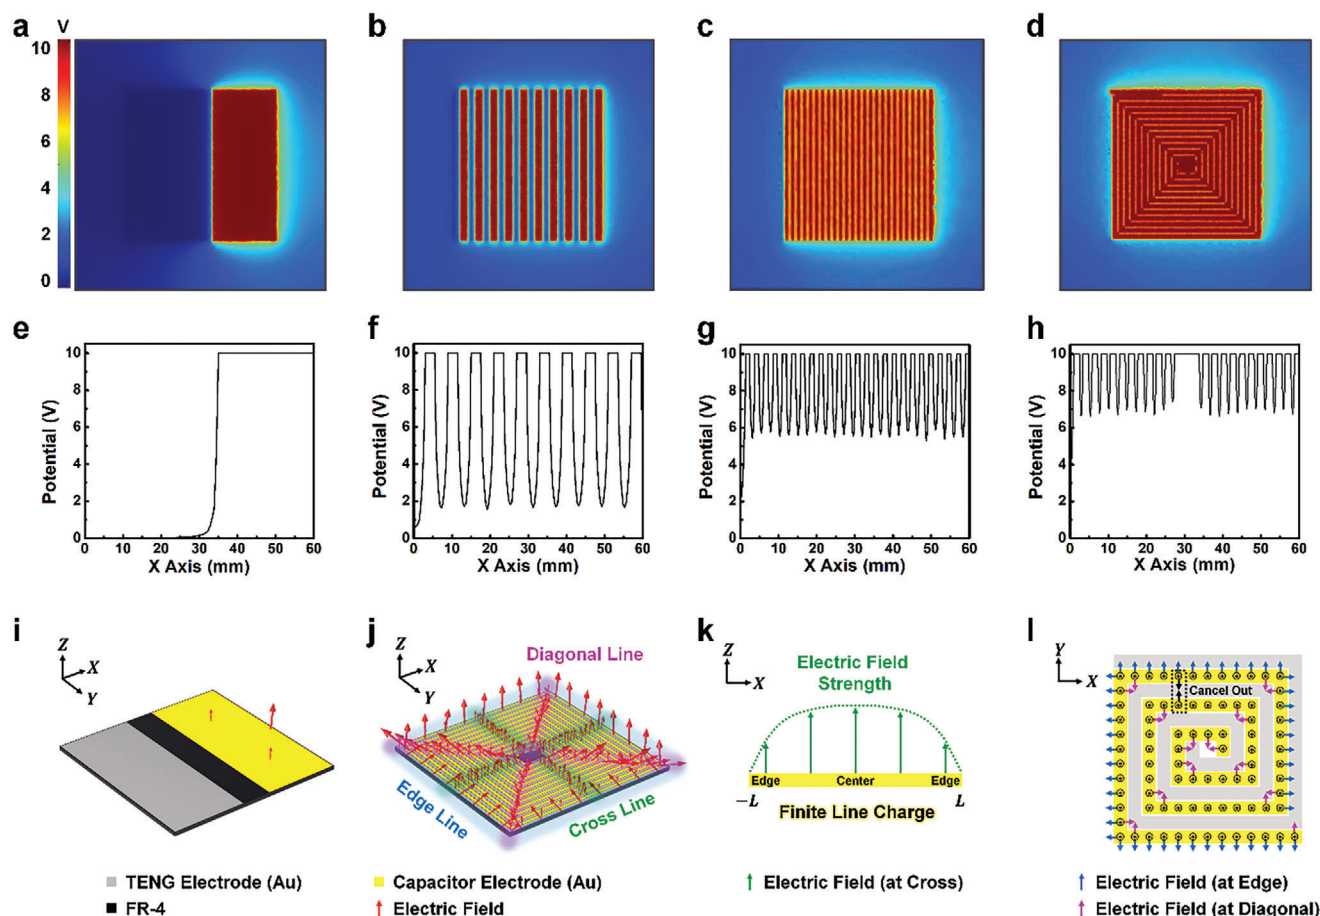 a
V
10
8
6
4
2
0
b
c
d
e
Potential (V)
10
8
6
4
2
0
0 10 20 30 40 50 60
X Axis (mm)
f
Potential (V)
10
8
6
4
2
0
0 10 20 30 40 50 60
X Axis (mm)
g
Potential (V)
10
8
6
4
2
0
0 10 20 30 40 50 60
X Axis (mm)
h
Potential (V)
10
8
6
4
2
0
0 10 20 30 40 50 60
X Axis (mm)
i
Z
X
Y
j
Z
X
Y
Diagonal Line
Edge Line
Cross Line
k
Z
X
Electric Field
Strength
Edge Center Edge
−L L
Finite Line Charge
l
Y
X
Cancel Out
TENG Electrode (Au)
FR-4
Capacitor Electrode (Au)
Electric Field
Electric Field (at Cross)
Electric Field (at Edge)
Electric Field (at Diagonal)